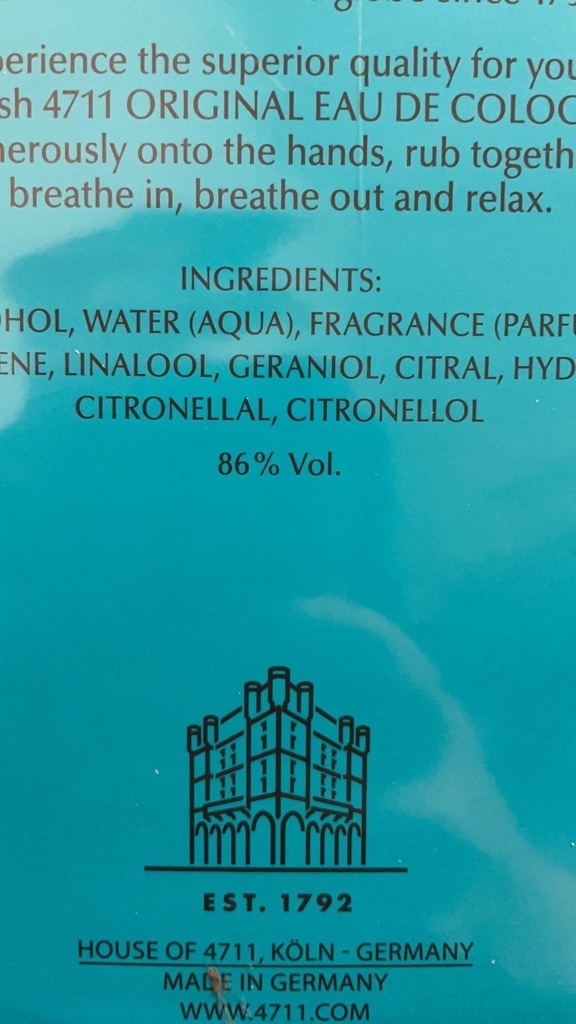 erience the superior quality for you
sh 4711 ORIGINAL EAU DE COLOG
nerously onto the hands, rub togeth
breathe in, breathe out and relax.
INGREDIENTS:
HOL, WATER (AQUA), FRAGRANCE (PARFU
ENE, LINALOOL, GERANIOL, CITRAL, HYD
CITRONELLAL, CITRONELLOL
86% Vol.
EST. 1792
HOUSE OF 4711, KÖLN - GERMANY
MADE IN GERMANY
WWW.4711.COM